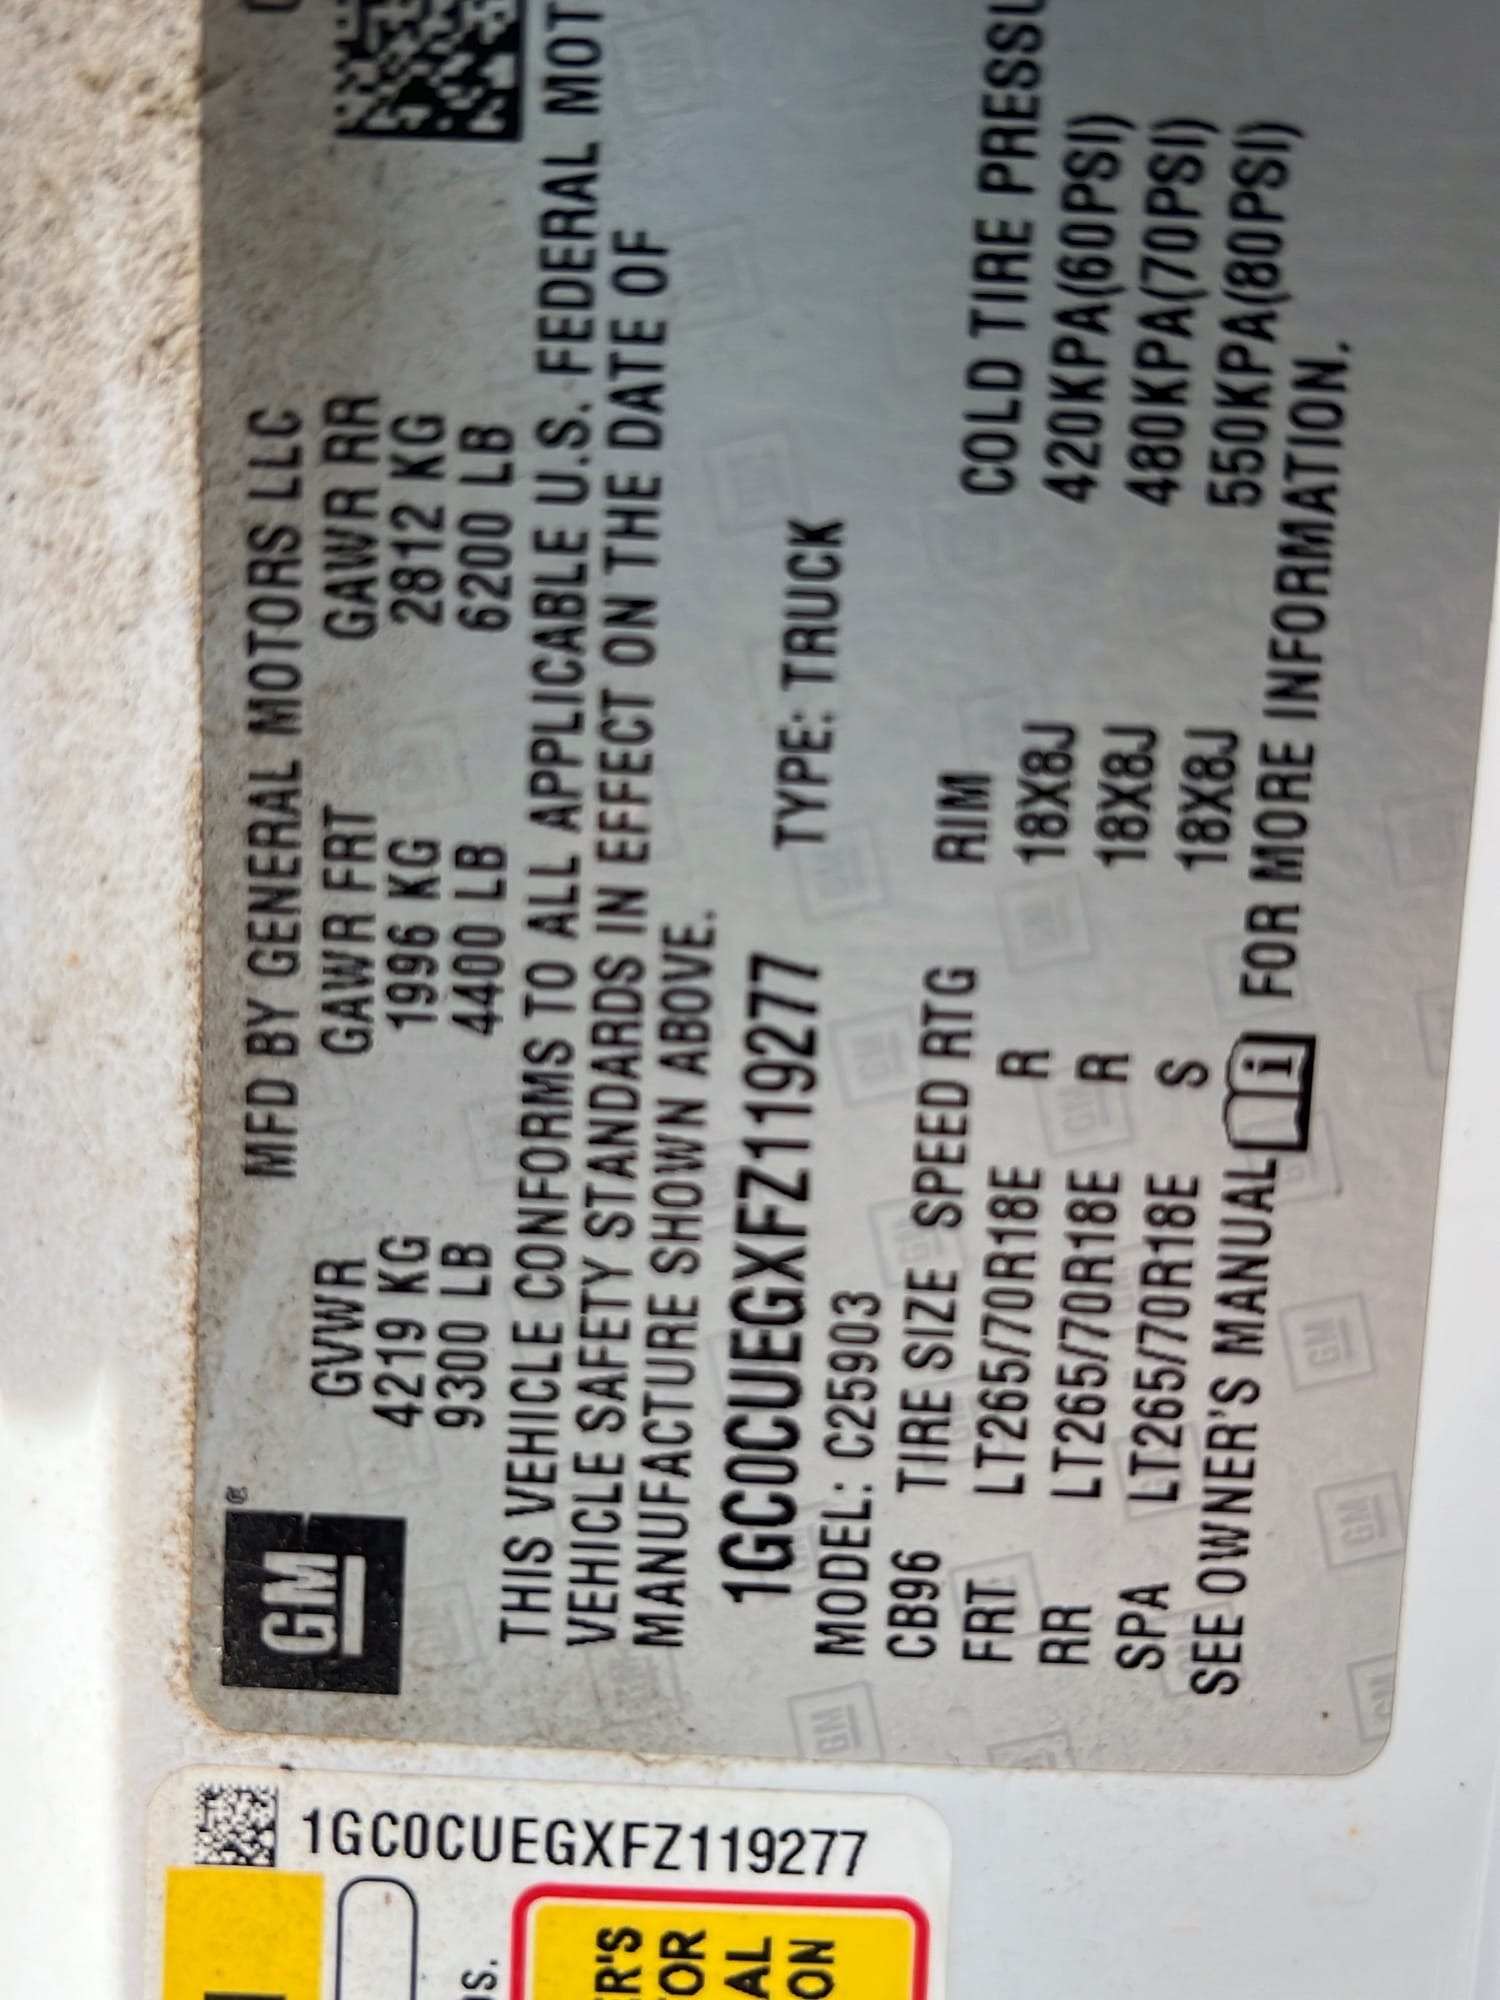 GM
MFD BY GENERAL MOTORS LLC
GVWR GAWR FRT GAWR RR
4219 KG 1996 KG 2812 KG
9300 LB 4400 LB 6200 LB
THIS VEHICLE CONFORMS TO ALL APPLICABLE U.S. FEDERAL MOT
VEHICLE SAFETY STANDARDS IN EFFECT ON THE DATE OF
MANUFACTURE SHOWN ABOVE.
1GC0CUEGXFZ119277 TYPE: TRUCK
MODEL: C25903
CB96 TIRE SIZE SPEED RTG RIM COLD TIRE PRESSU
FRT LT265/70R18E R 18X8J 420KPA(60PSI)
RR LT265/70R18E R 18X8J 480KPA(70PSI)
SPA LT265/70R18E S 18X8J 550KPA(80PSI)
SEE OWNER'S MANUAL i FOR MORE INFORMATION.
1GC0CUEGXFZ119277
S.
R'S
OR
AL
ON